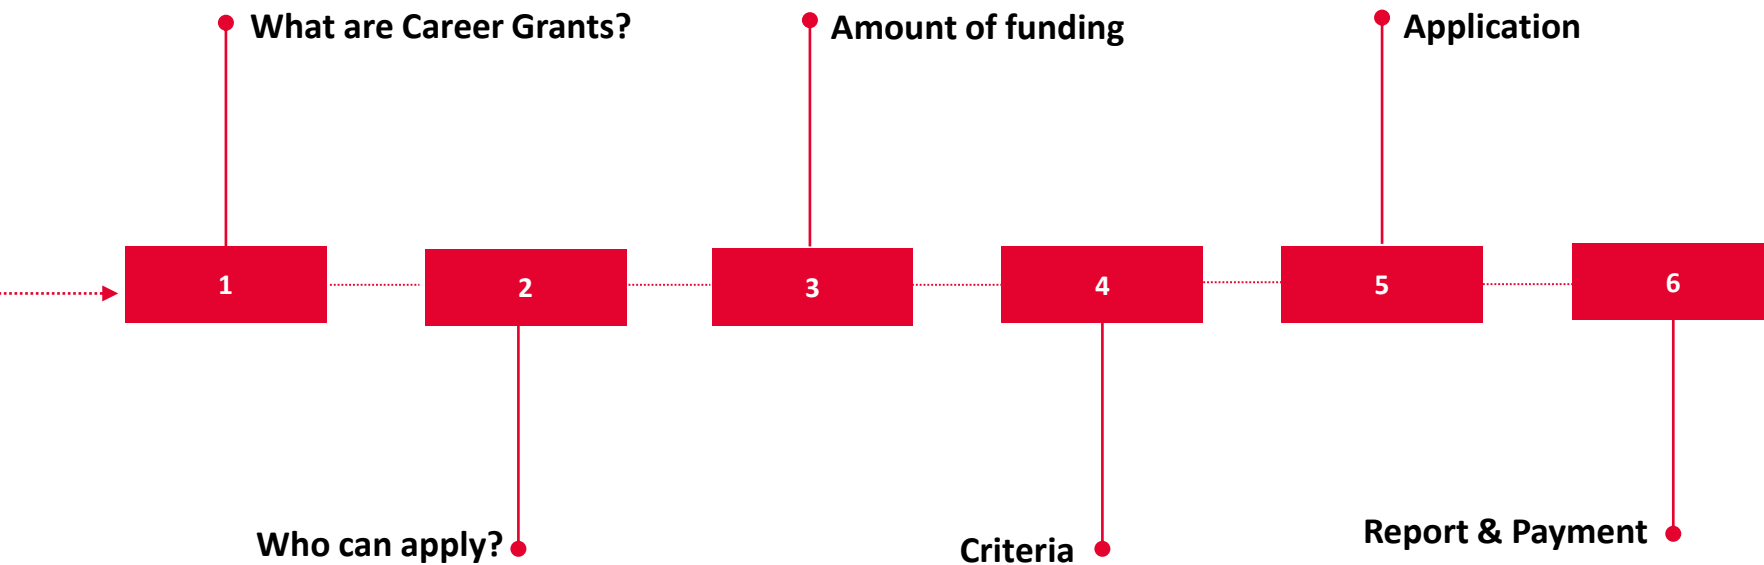 What are Career Grants?
Amount of funding
Application
1
2
3
4
5
6
Who can apply?
Criteria
Report & Payment